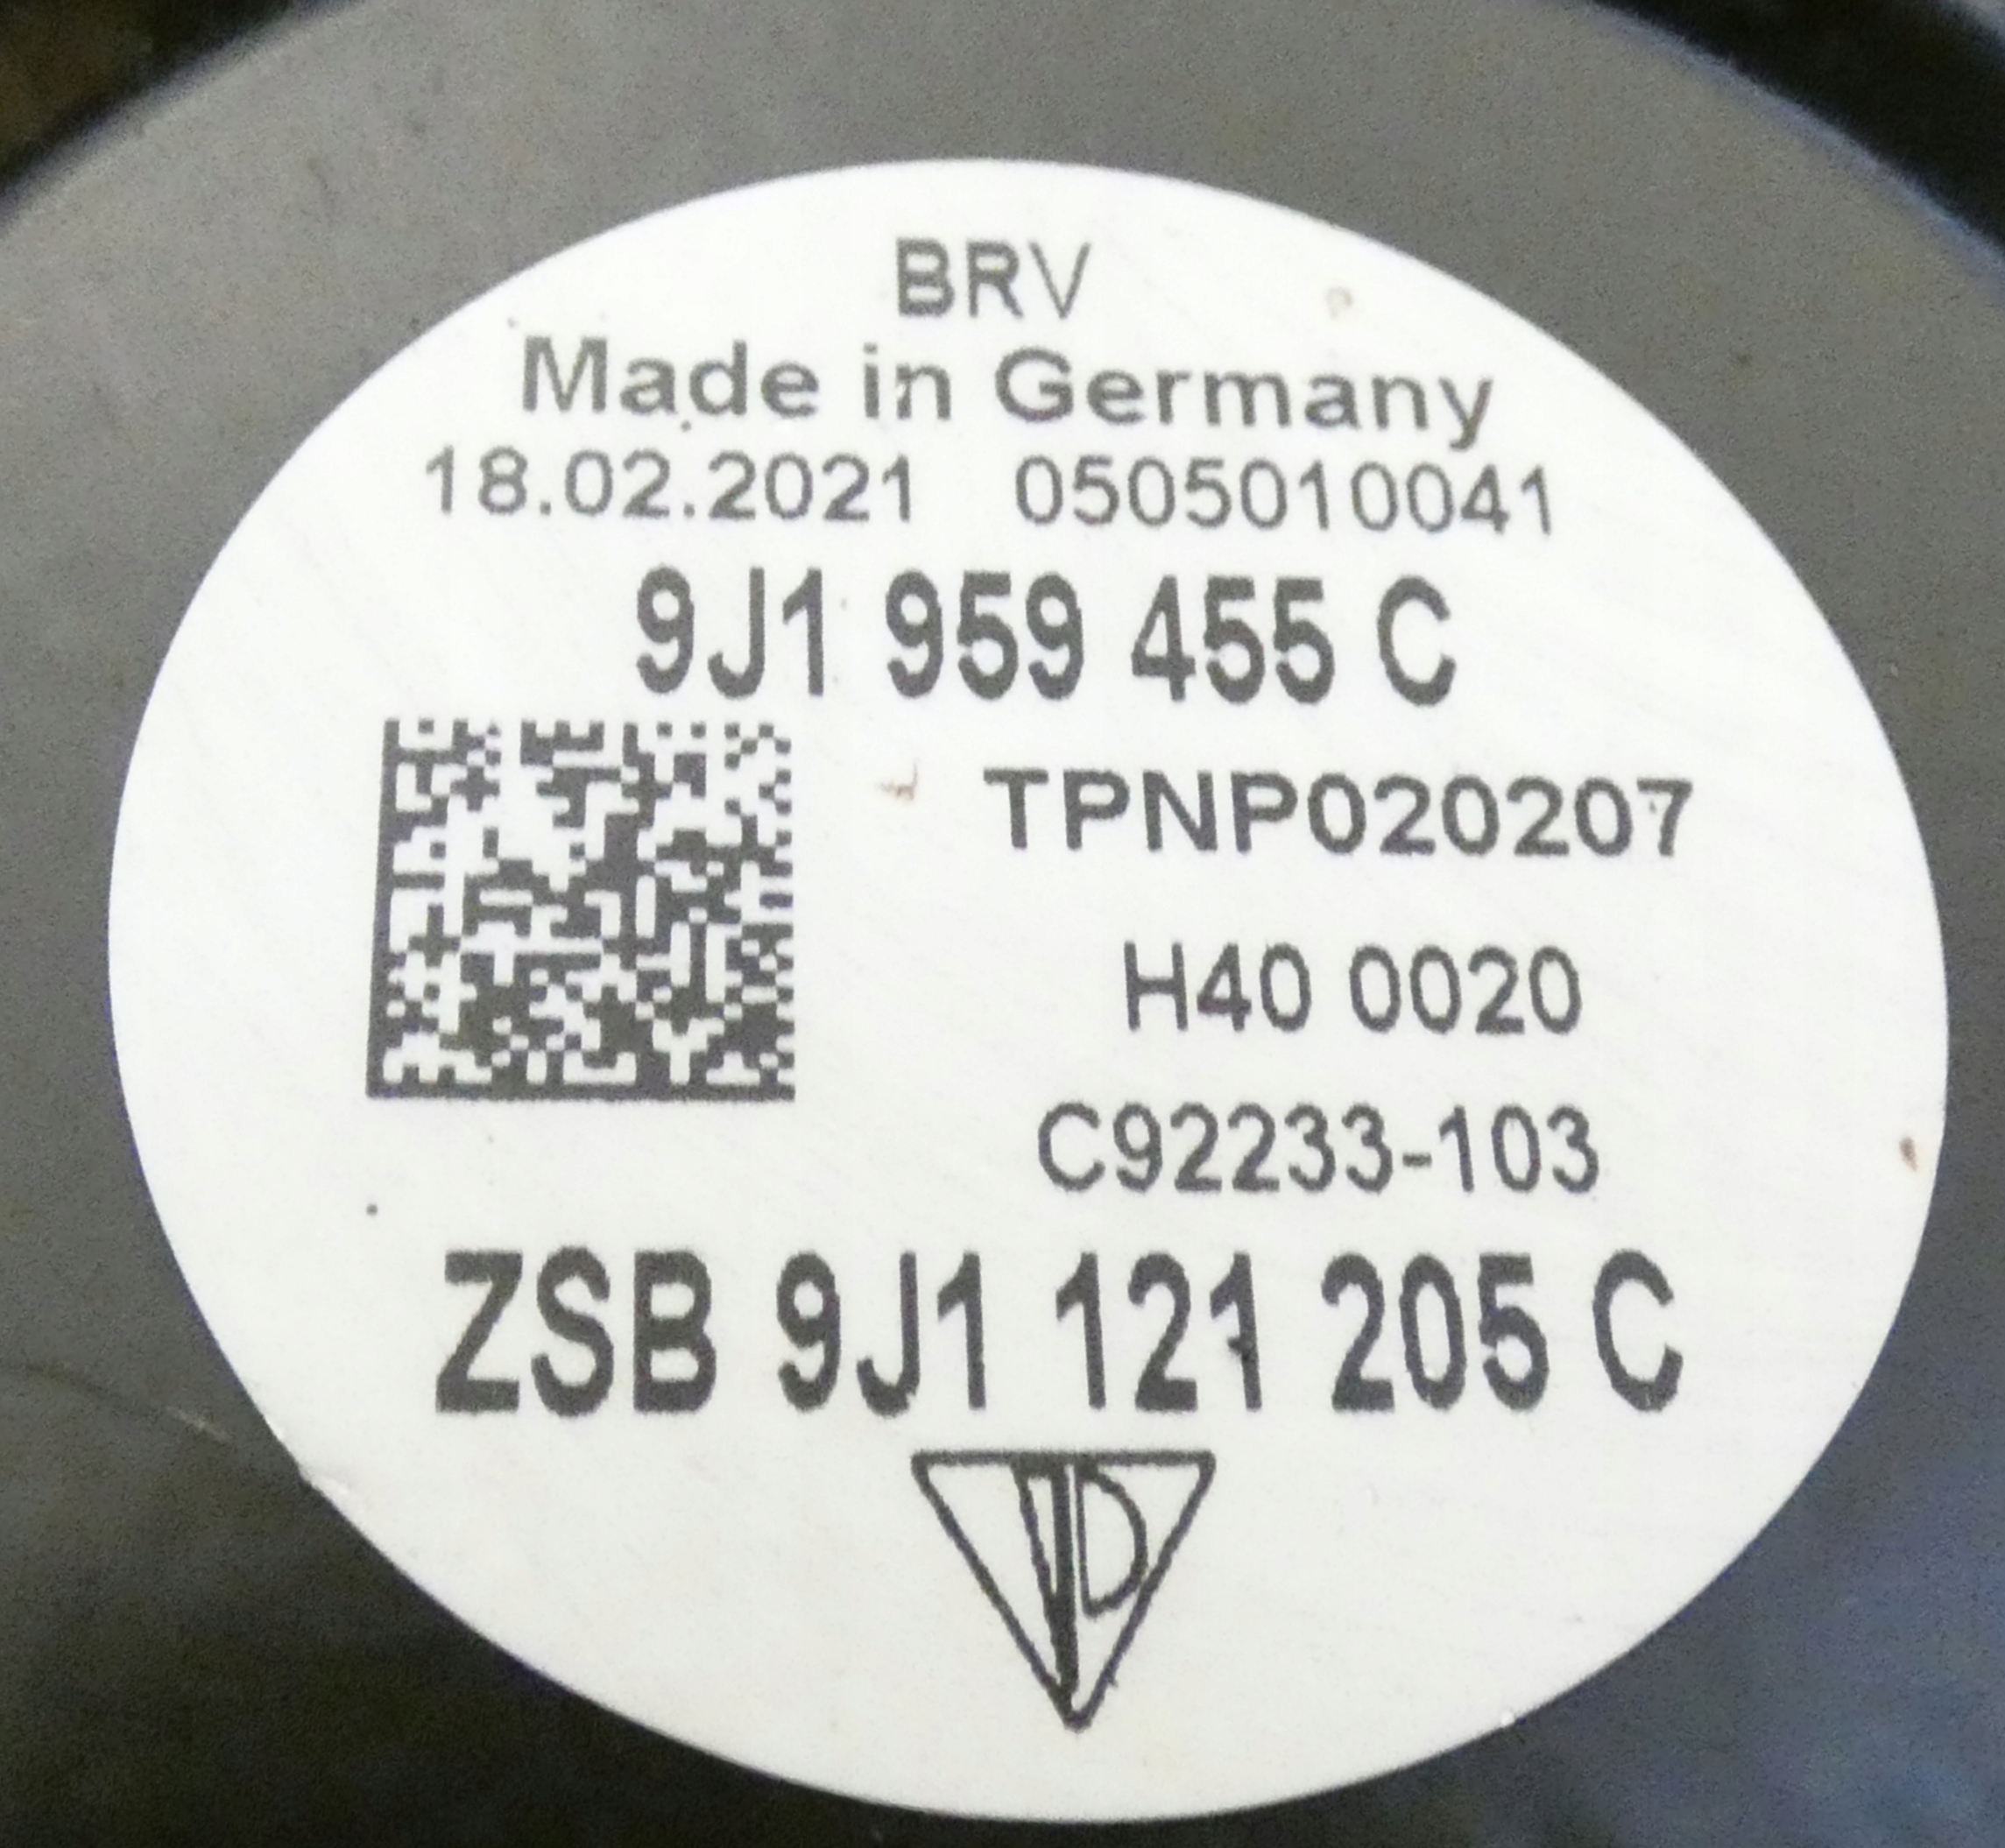 BRV
Made in Germany
18.02.2021 0505010041
9J1 959 455 C
TPNP020207
H40 0020
C92233-103
ZSB 9J1 121 205 C